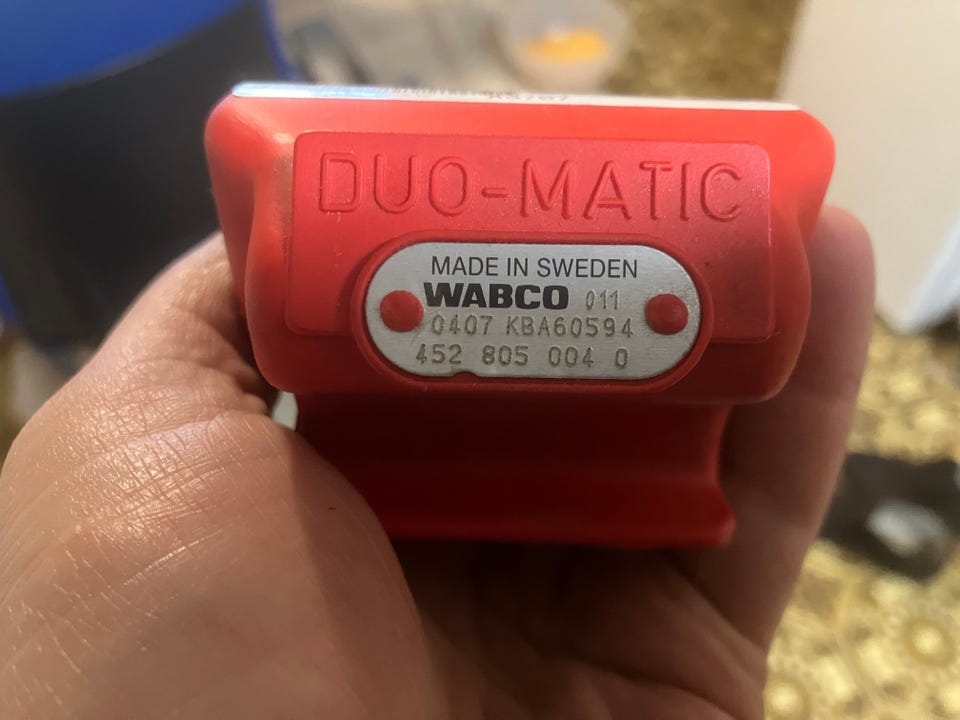 DUO-MATIC
MADE IN SWEDEN
WABCO 011
0407 KBA60594
452 805 004 0